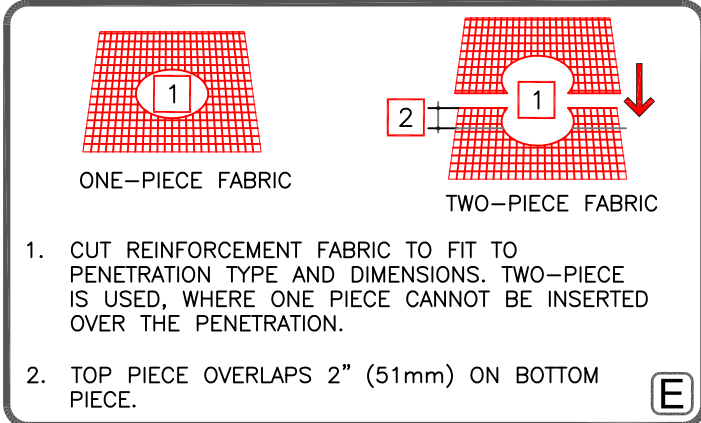 1
1
2
ONE-PIECE FABRIC
TWO-PIECE FABRIC
1. CUT REINFORCEMENT FABRIC TO FIT TO
PENETRATION TYPE AND DIMENSIONS. TWO-PIECE
IS USED, WHERE ONE PIECE CANNOT BE INSERTED
OVER THE PENETRATION.
2. TOP PIECE OVERLAPS 2" (51mm) ON BOTTOM
PIECE.
E